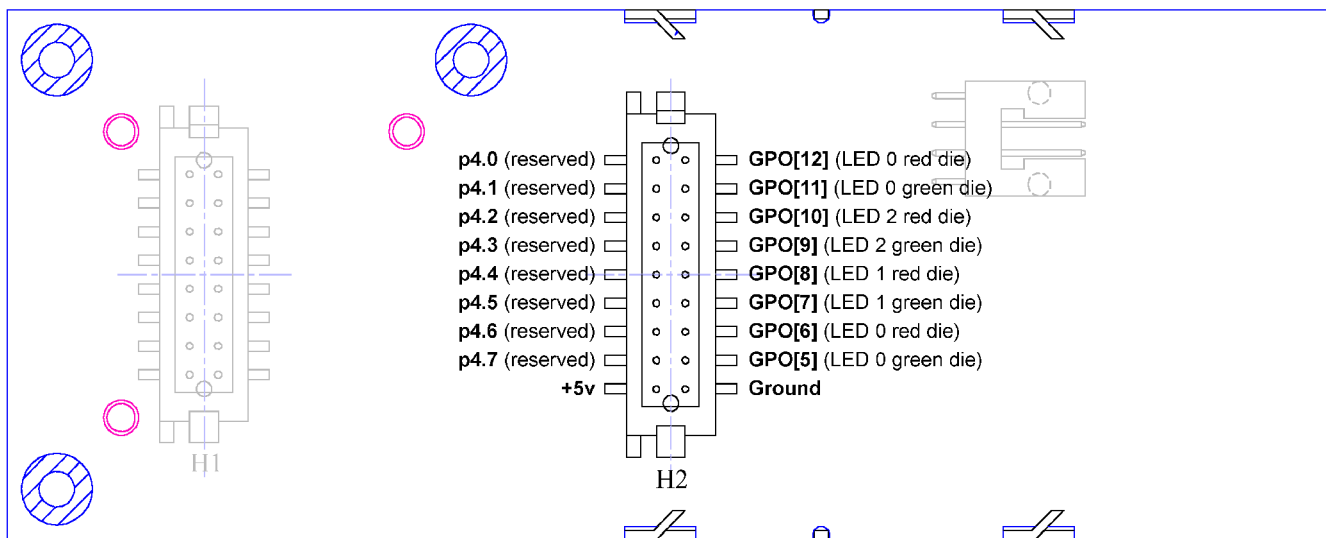 p4.0 (reserved) GPO[12] (LED 0 red die)
p4.1 (reserved) GPO[11] (LED 0 green die)
p4.2 (reserved) GPO[10] (LED 2 red die)
p4.3 (reserved) GPO[9] (LED 2 green die)
p4.4 (reserved) GPO[8] (LED 1 red die)
p4.5 (reserved) GPO[7] (LED 1 green die)
p4.6 (reserved) GPO[6] (LED 0 red die)
p4.7 (reserved) GPO[5] (LED 0 green die)
+5v Ground
H1
H2